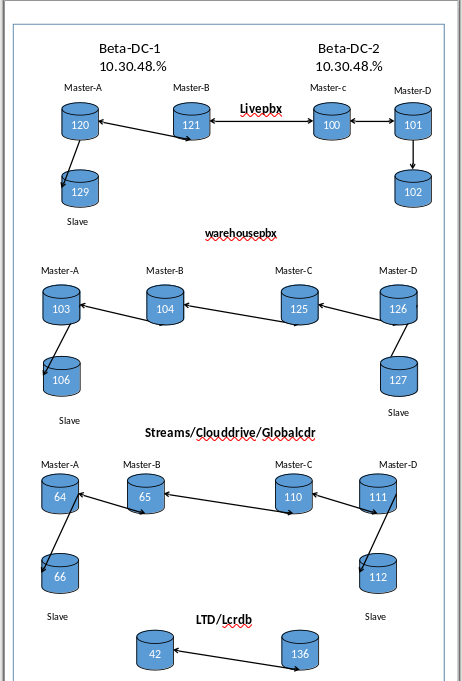 Beta-DC-1 Beta-DC-2
10.30.48.% 10.30.48.%
Master-A Master-B Master-c Master-D
Livepbx
120 121 100 101
129 102
Slave
warehousepbx
Master-A Master-B Master-C Master-D
103 104 125 126
106 127
Slave Slave
Streams/Clouddrive/Globalcdr
Master-A Master-B Master-C Master-D
64 65 110 111
66 112
Slave Slave
LTD/Lcrdb
42 136